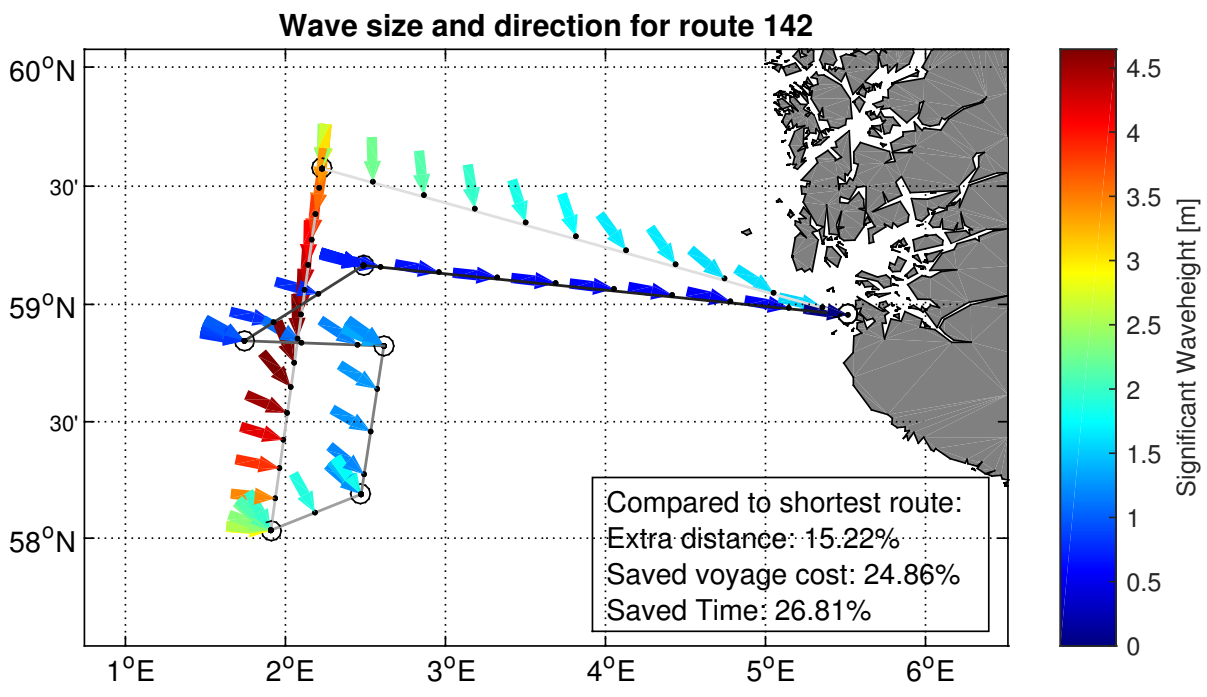 Wave size and direction for route 142
60°N
30'
59°N
30'
58°N
1°E
2°E
3°E
4°E
5°E
6°E
Compared to shortest route:
Extra distance: 15.22%
Saved voyage cost: 24.86%
Saved Time: 26.81%
4.5
4
3.5
3
2.5
2
1.5
1
0.5
0
Significant Waveheight [m]